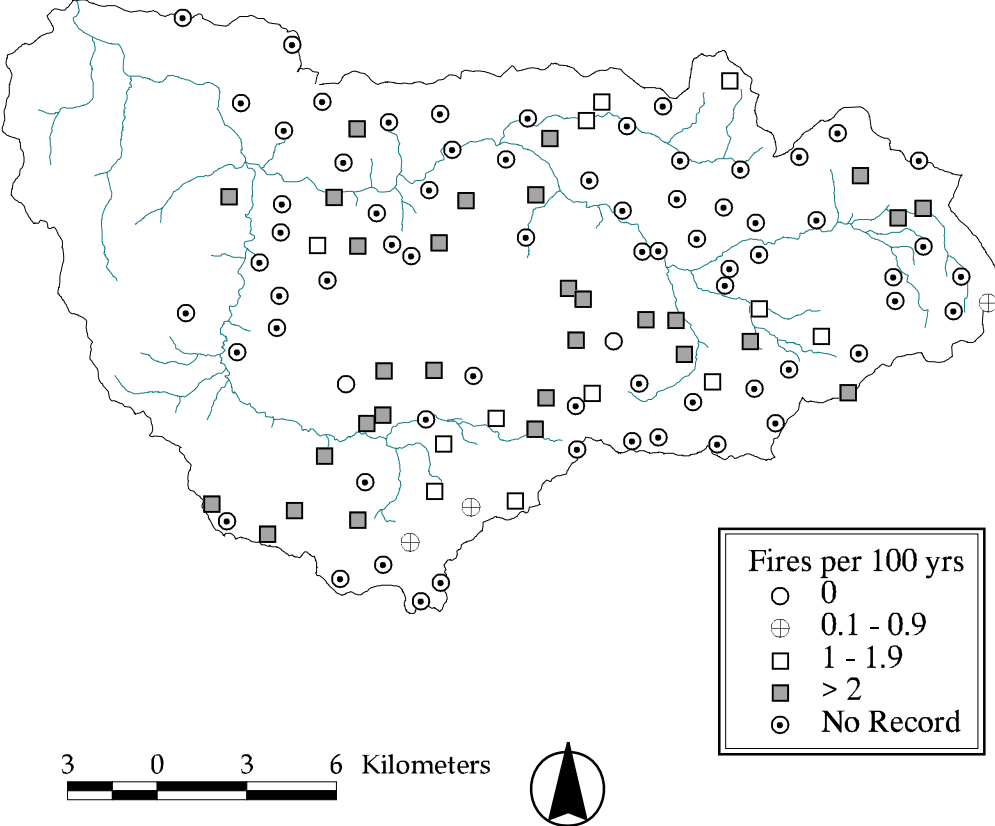 Fires per 100 yrs
0
0.1 - 0.9
1 - 1.9
> 2
No Record
3 0 3 6 Kilometers